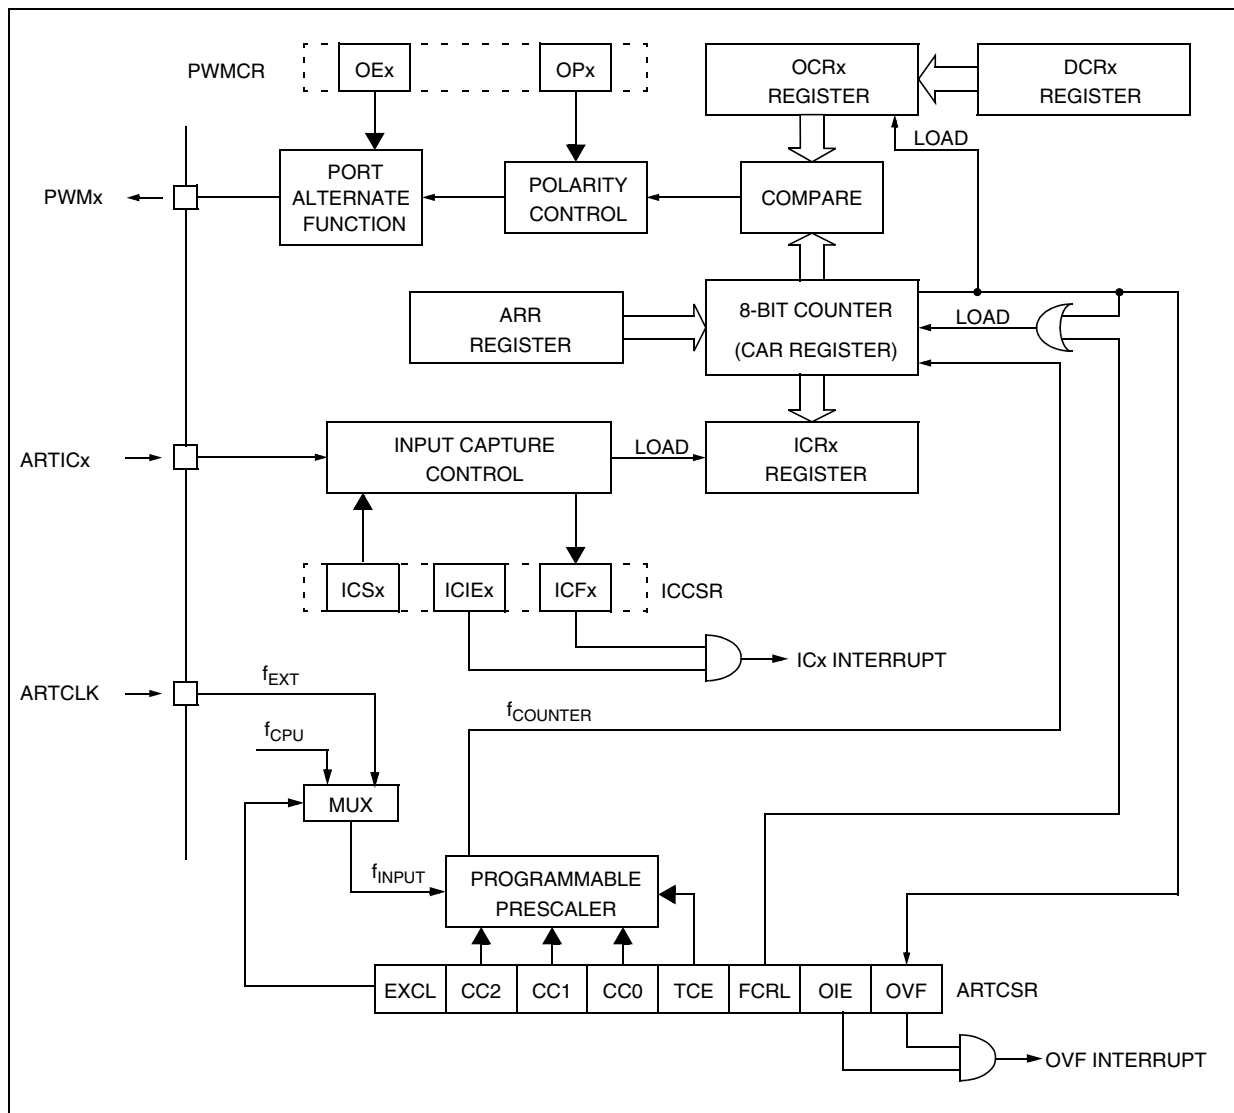 PWMCR
OEx
OPx
OCRx
REGISTER
DCRx
REGISTER
LOAD
PWMx
PORT
ALTERNATE
FUNCTION
POLARITY
CONTROL
COMPARE
ARR
REGISTER
8-BIT COUNTER
(CAR REGISTER)
LOAD
ARTICx
INPUT CAPTURE
CONTROL
LOAD
ICRx
REGISTER
ICSx
ICIEx
ICFx
ICCSR
ICx INTERRUPT
ARTCLK
fEXT
fCPU
fCOUNTER
MUX
fINPUT
PROGRAMMABLE
PRESCALER
EXCL
CC2
CC1
CC0
TCE
FCRL
OIE
OVF
ARTCSR
OVF INTERRUPT